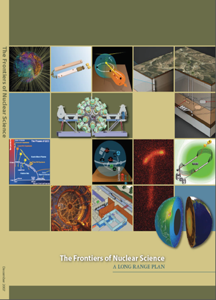 The Frontiers of Nuclear Science
The Frontiers of Nuclear Science
A LONG RANGE PLAN